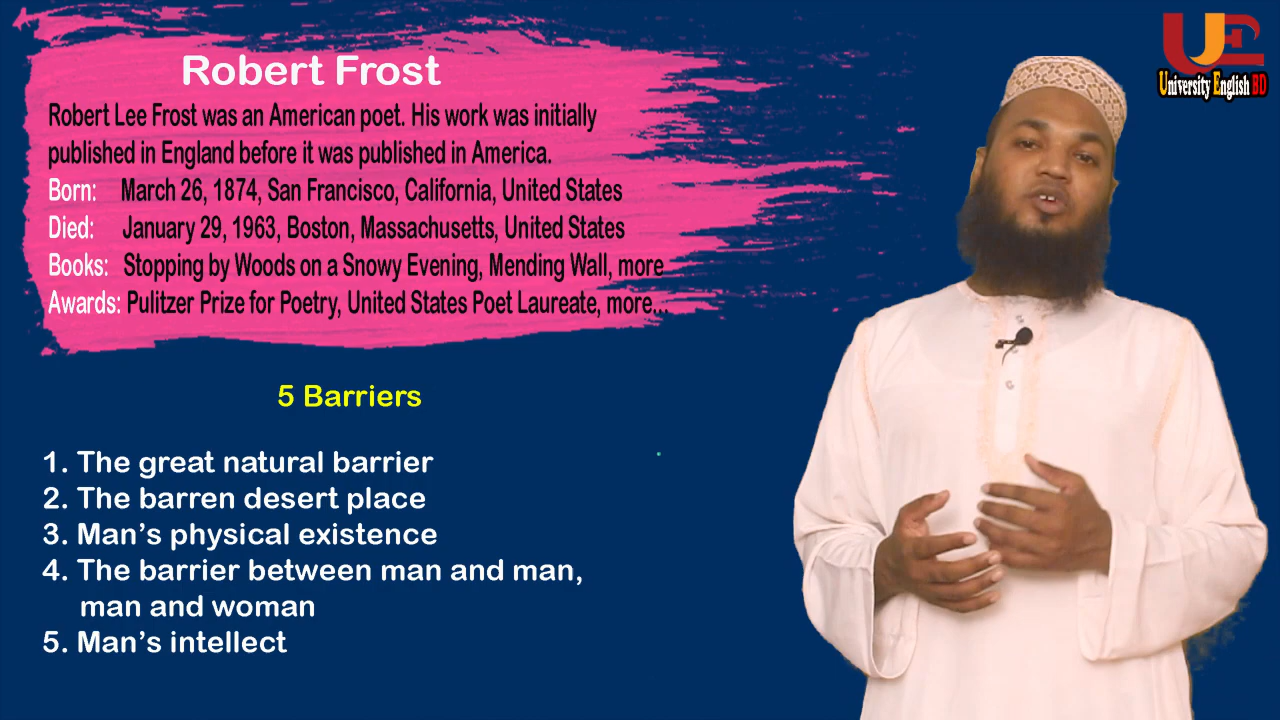 Robert Frost
Robert Lee Frost was an American poet. His work was initially
published in England before it was published in America.
Born: March 26, 1874, San Francisco, California, United States
Died: January 29, 1963, Boston, Massachusetts, United States
Books: Stopping by Woods on a Snowy Evening, Mending Wall, more
Awards: Pulitzer Prize for Poetry, United States Poet Laureate, more...
5 Barriers
1. The great natural barrier
2. The barren desert place
3. Man's physical existence
4. The barrier between man and man,
man and woman
5. Man's intellect
UE
University English BD